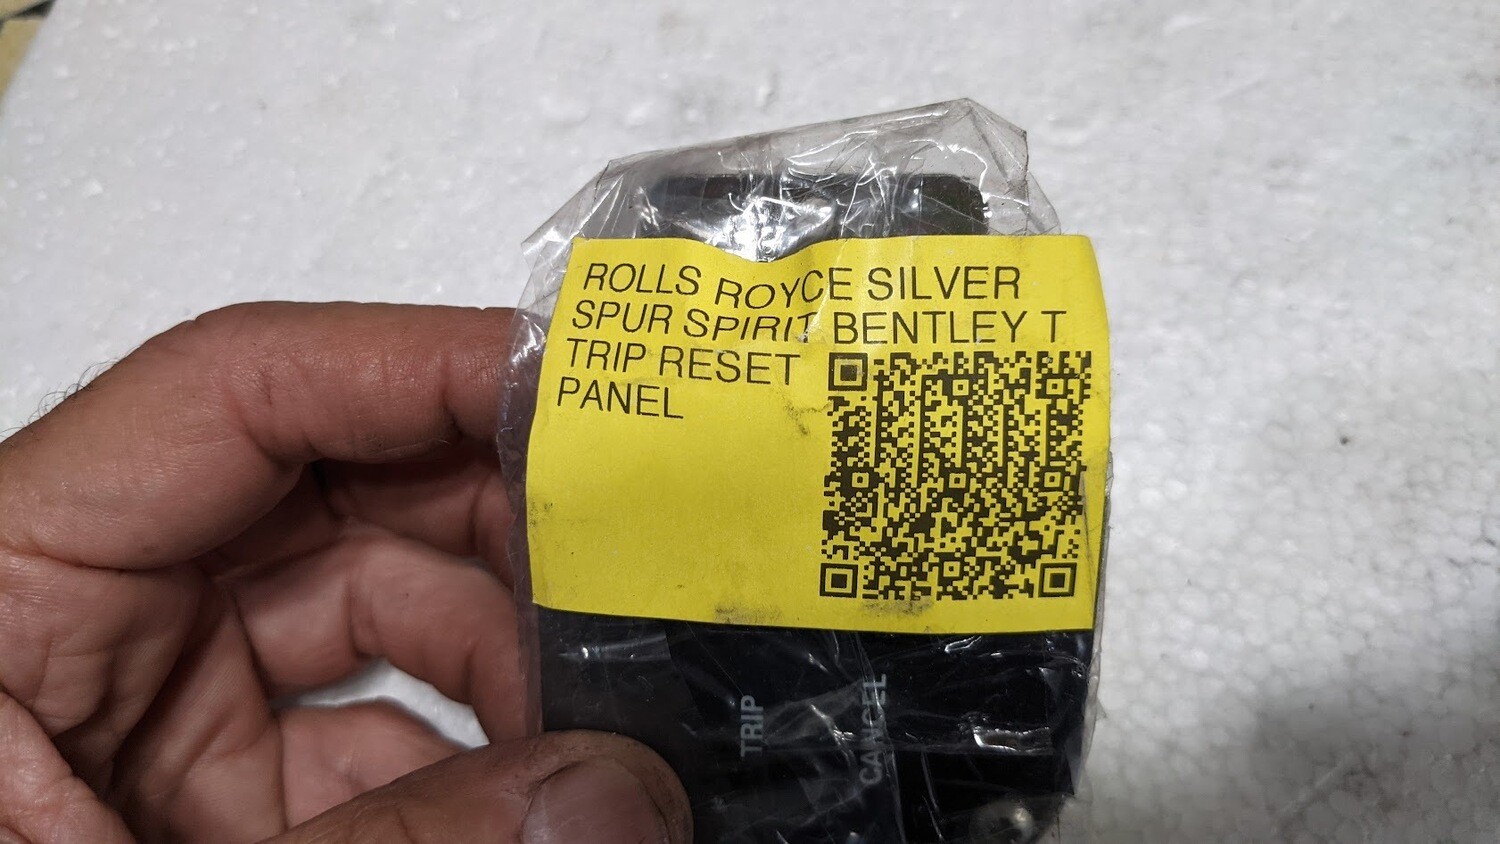 ROLLS ROYCE SILVER
SPUR SPIRIT BENTLEY T
TRIP RESET
PANEL
TRIP
CANCEL